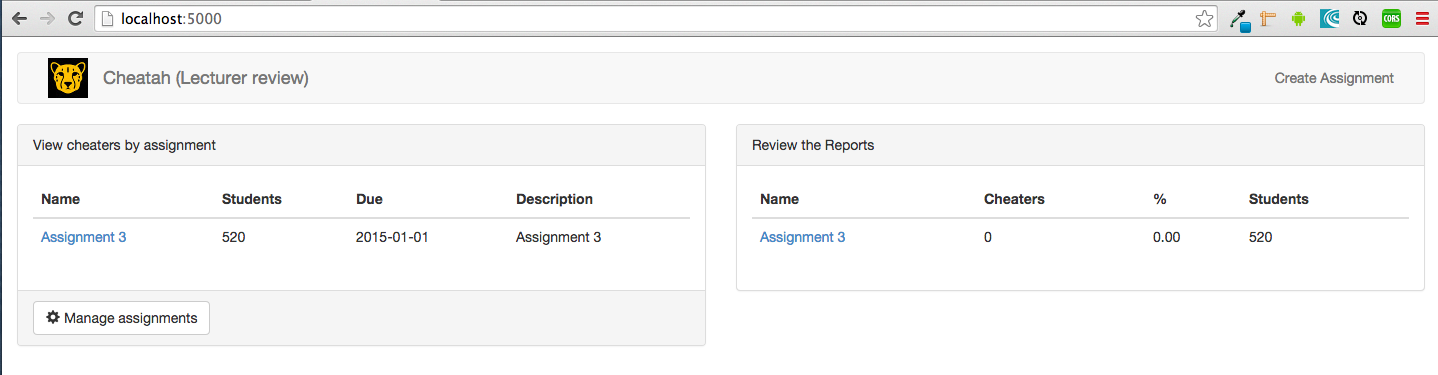 localhost:5000
CORS
Cheatah (Lecturer review)
Create Assignment
View cheaters by assignment
Name Students Due Description
Assignment 3 520 2015-01-01 Assignment 3
Manage assignments
Review the Reports
Name Cheaters % Students
Assignment 3 0 0.00 520